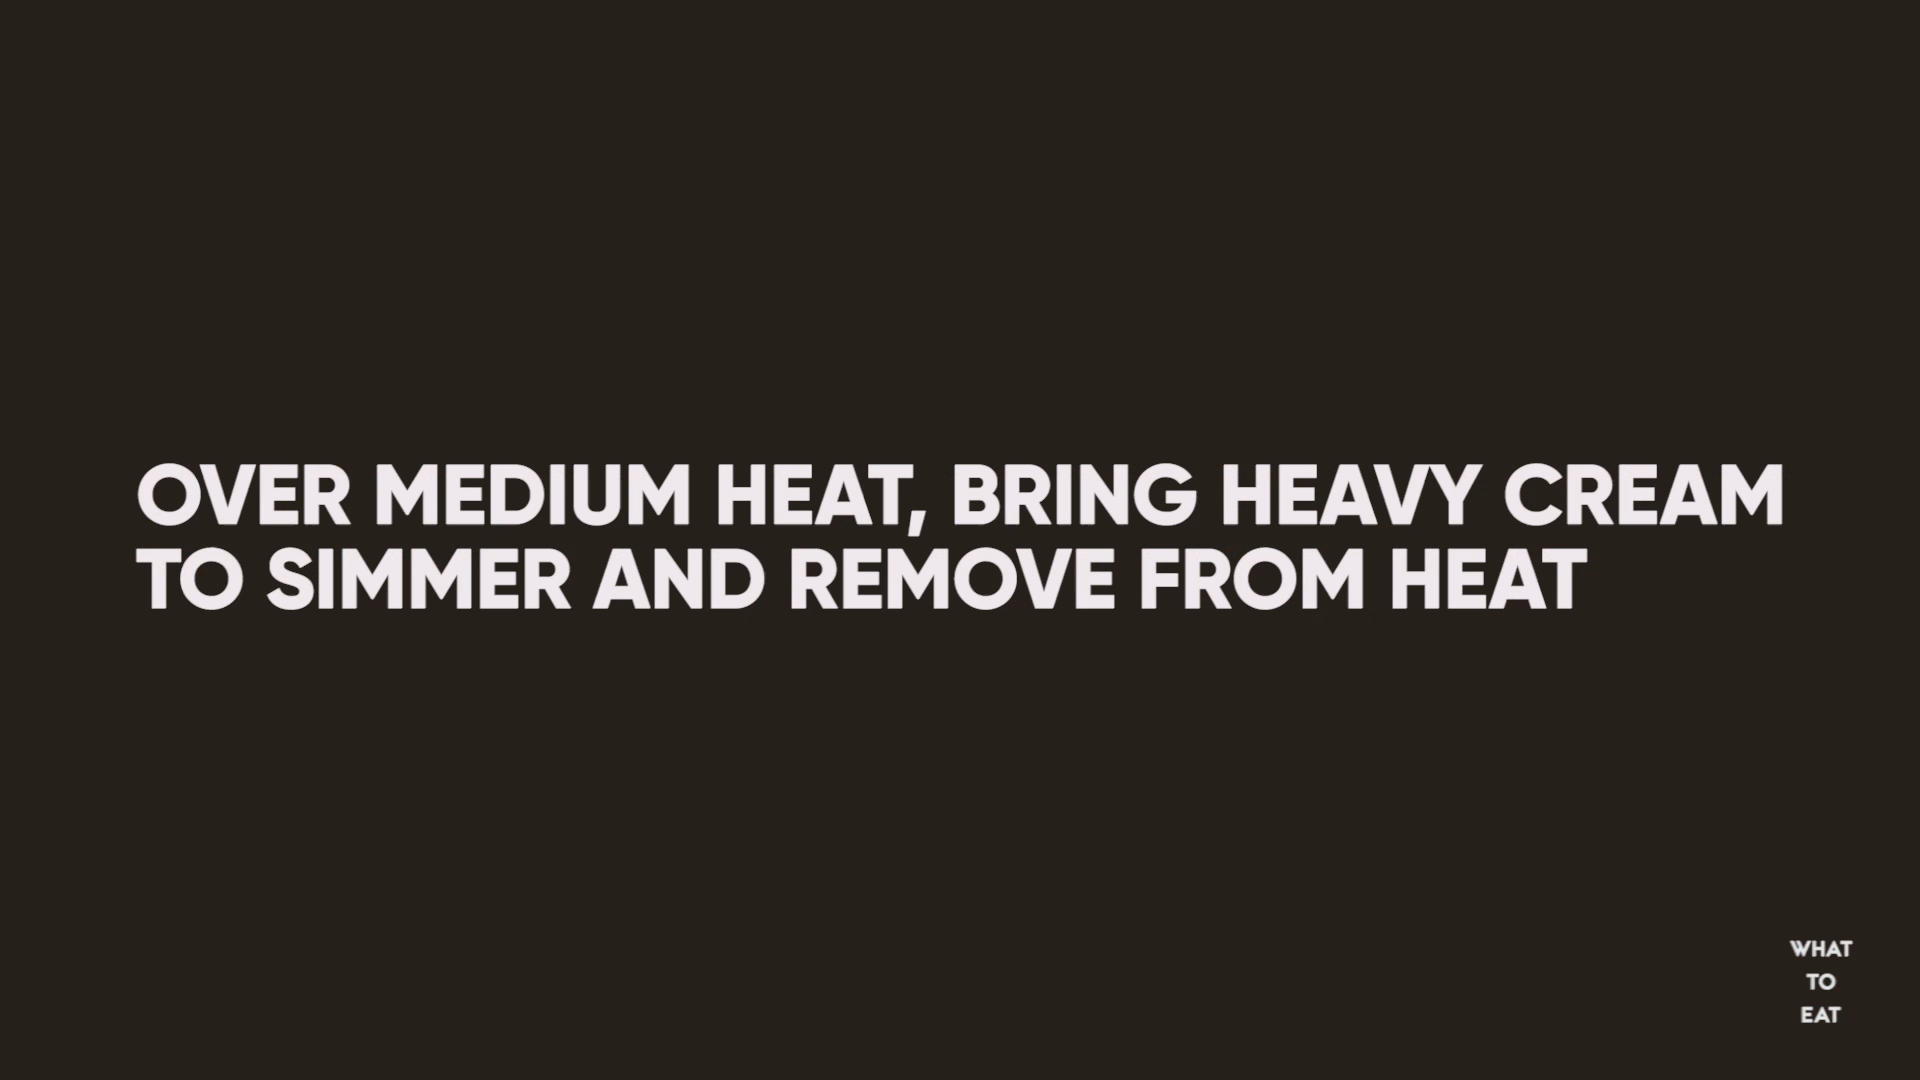 OVER MEDIUM HEAT, BRING HEAVY CREAM
TO SIMMER AND REMOVE FROM HEAT
WHAT
TO
EAT